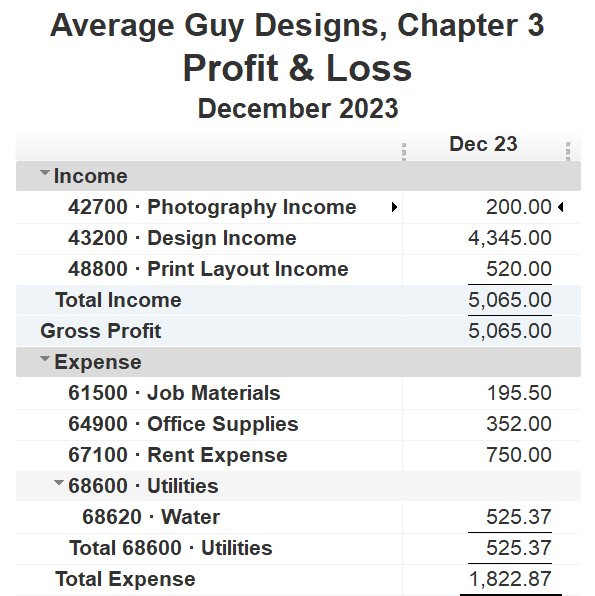 Average Guy Designs, Chapter 3
Profit & Loss
December 2023
Dec 23
Income
42700 · Photography Income 200.00
43200 · Design Income 4,345.00
48800 · Print Layout Income 520.00
Total Income 5,065.00
Gross Profit 5,065.00
Expense
61500 · Job Materials 195.50
64900 · Office Supplies 352.00
67100 · Rent Expense 750.00
68600 · Utilities
68620 · Water 525.37
Total 68600 · Utilities 525.37
Total Expense 1,822.87